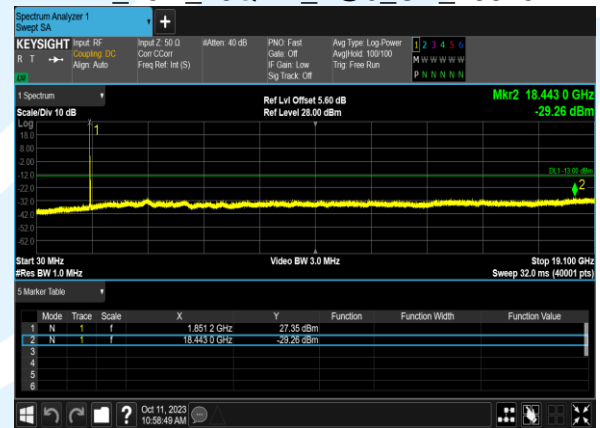 Spectrum Analyzer 1
Swept SA
+
KEYSIGHT
R T
Input: RF
Coupling: DC
Align: Auto
Input Z: 50 Ω
Corr CCorr
Freq Ref: Int (S)
#Atten: 40 dB
PNO: Fast
Gate: Off
IF Gain: Low
Sig Track: Off
Avg Type: Log-Power
Avg|Hold: 100/100
Trig: Free Run
1 2 3 4 5 6
M W W W W W
P N N N N N
1 Spectrum
Scale/Div 10 dB
Ref Lvl Offset 5.60 dB
Ref Level 28.00 dBm
Mkr2 18.443 0 GHz
-29.26 dBm
Log
18.0
8.00
-2.00
-12.0
-22.0
-32.0
-42.0
-52.0
-62.0
1
DL1 -13.00 dBm
2
Start 30 MHz
#Res BW 1.0 MHz
Video BW 3.0 MHz
Stop 19.100 GHz
Sweep 32.0 ms (40001 pts)
5 Marker Table
Mode Trace Scale X Y Function Function Width Function Value
1 N 1 f 1.851 2 GHz 27.35 dBm
2 N 1 f 18.443 0 GHz -29.26 dBm
3
4
5
6
?
Oct 11, 2023
10:58:49 AM